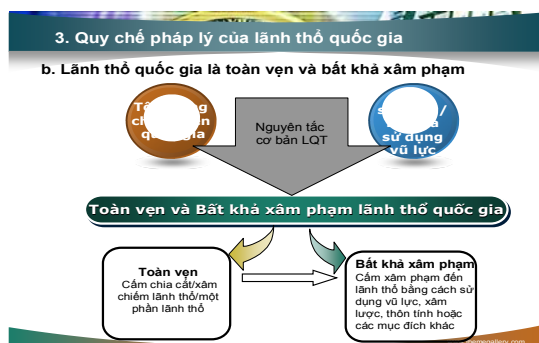 3. Quy chế pháp lý của lãnh thổ quốc gia
b. Lãnh thổ quốc gia là toàn vẹn và bất khả xâm phạm
Nguyên tắc
cơ bản LQT
sử dụng
vũ lực
Toàn vẹn và Bất khả xâm phạm lãnh thổ quốc gia
Toàn vẹn
Cấm chia cắt/xâm
chiếm lãnh thổ/một
phần lãnh thổ
Bất khả xâm phạm
Cấm xâm phạm đến
lãnh thổ bằng cách sử
dụng vũ lực, xâm
lược, thôn tính hoặc
các mục đích khác